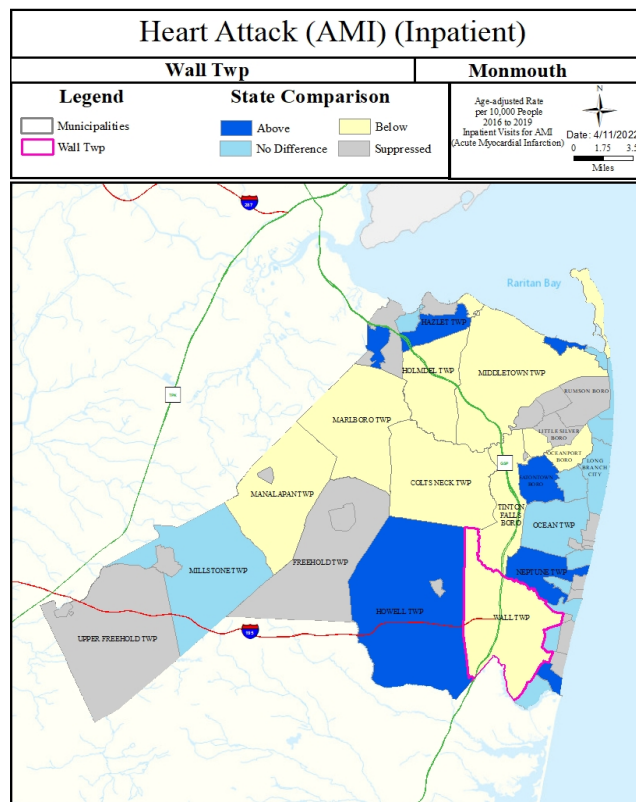 Heart Attack (AMI) (Inpatient)
Wall Twp
Monmouth
Legend
Municipalities
Wall Twp
State Comparison
Above
Below
No Difference
Suppressed
Age-adjusted Rate
per 10,000 People
2016 to 2019
Inpatient Visits for AMI
(Acute Myocardial Infarction)
N
Date: 4/11/2022
0 1.75 3.5
Miles
287
Raritan Bay
HAZLET TWP
HOLMDEL TWP
MIDDLETOWN TWP
RUMSON BORO
MARLBORO TWP
LITTLE SILVER
BORO
OCEANPORT
BORO
LONG
BRANCH
CITY
GSP
MANALAPAN TWP
COLTS NECK TWP
TINTON
FALLS
BORO
OCEAN TWP
FREEHOLD TWP
MILLSTONE TWP
NEPTUNE TWP
HOWELL TWP
WALL TWP
195
UPPER FREEHOLD TWP